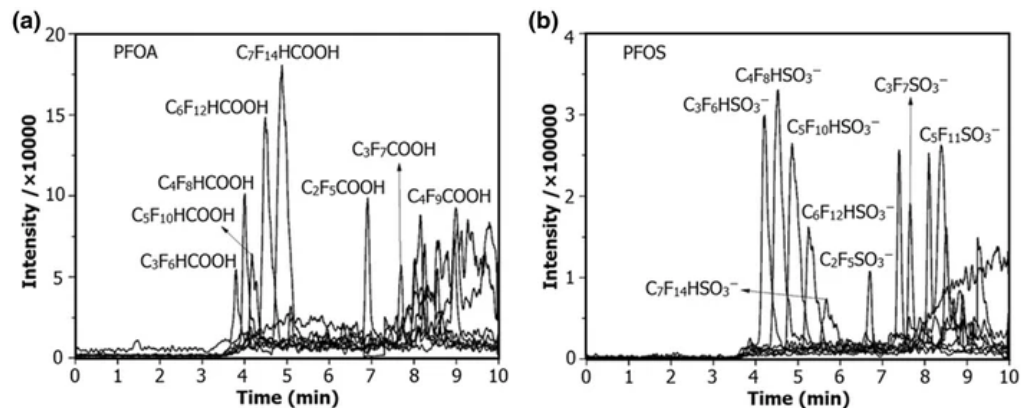 (a)
PFOA
C₇F₁₄HCOOH
C₆F₁₂HCOOH
C₄F₈HCOOH
C₅F₁₀HCOOH
C₃F₆HCOOH
C₂F₅COOH
C₃F₇COOH
C₄F₉COOH
Intensity / ×100000
20
15
10
5
0
0 1 2 3 4 5 6 7 8 9 10
Time (min)
(b)
PFOS
C₄F₈HSO₃⁻
C₃F₆HSO₃⁻
C₅F₁₀HSO₃⁻
C₆F₁₂HSO₃⁻
C₇F₁₄HSO₃⁻
C₂F₅SO₃⁻
C₃F₇SO₃⁻
C₅F₁₁SO₃⁻
Intensity / ×100000
4
3
2
1
0
0 1 2 3 4 5 6 7 8 9 10
Time (min)